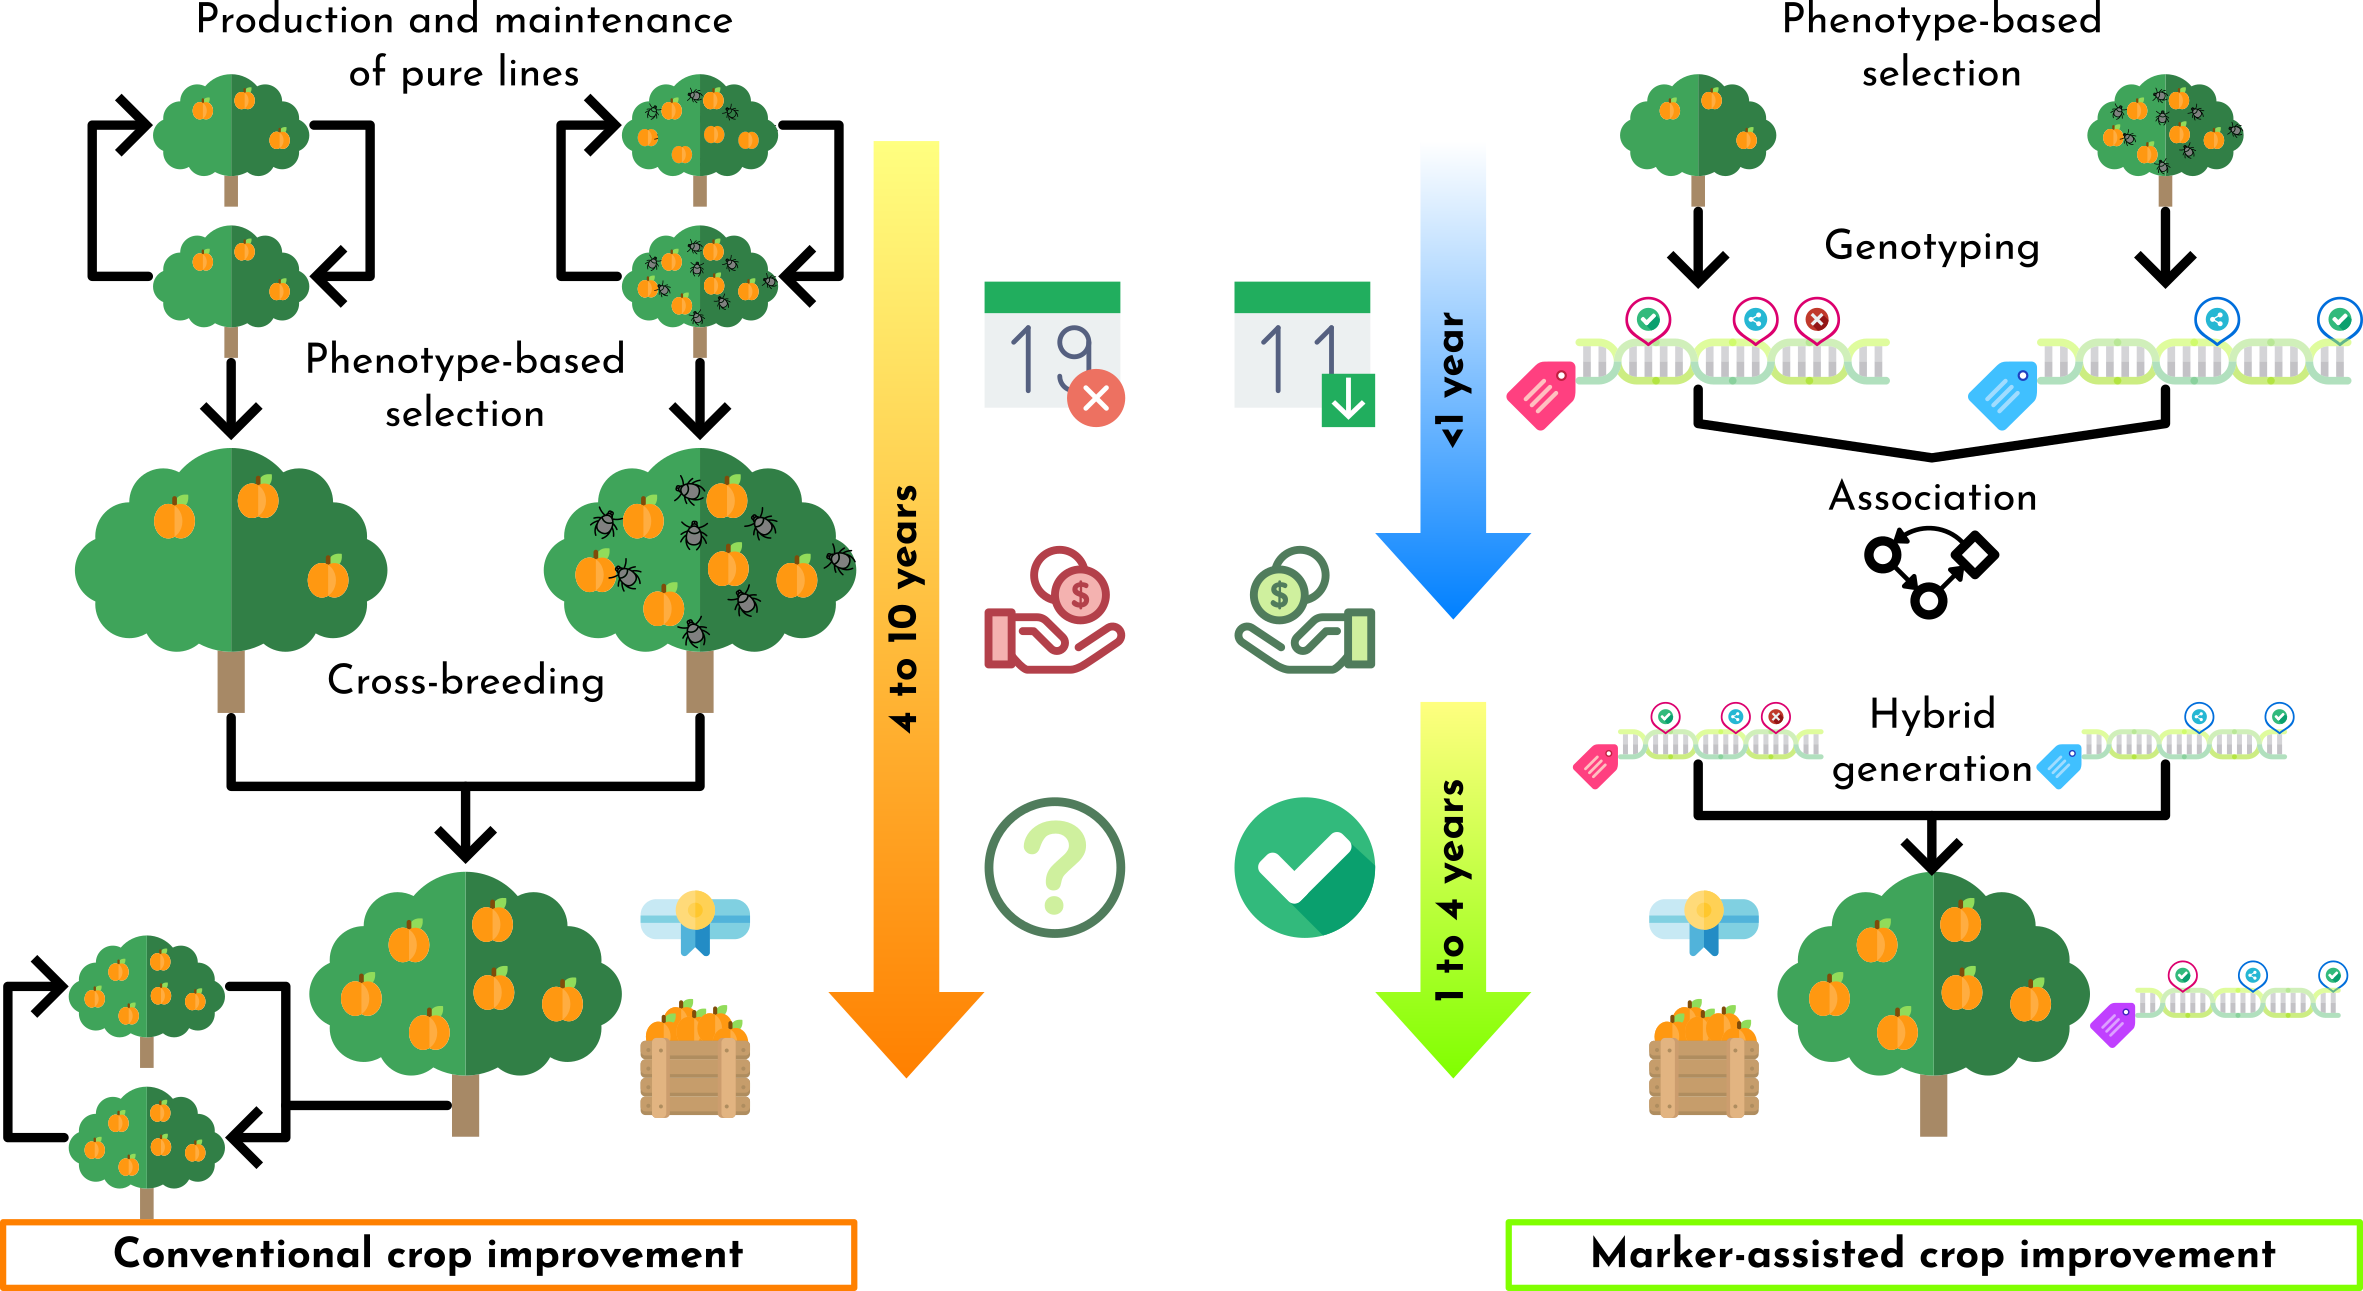 Production and maintenance
of pure lines
Phenotype-based
selection
Cross-breeding
4 to 10 years
19
11
$
$
?
<1 year
1 to 4 years
Phenotype-based
selection
Genotyping
Association
Hybrid
generation
Conventional crop improvement
Marker-assisted crop improvement